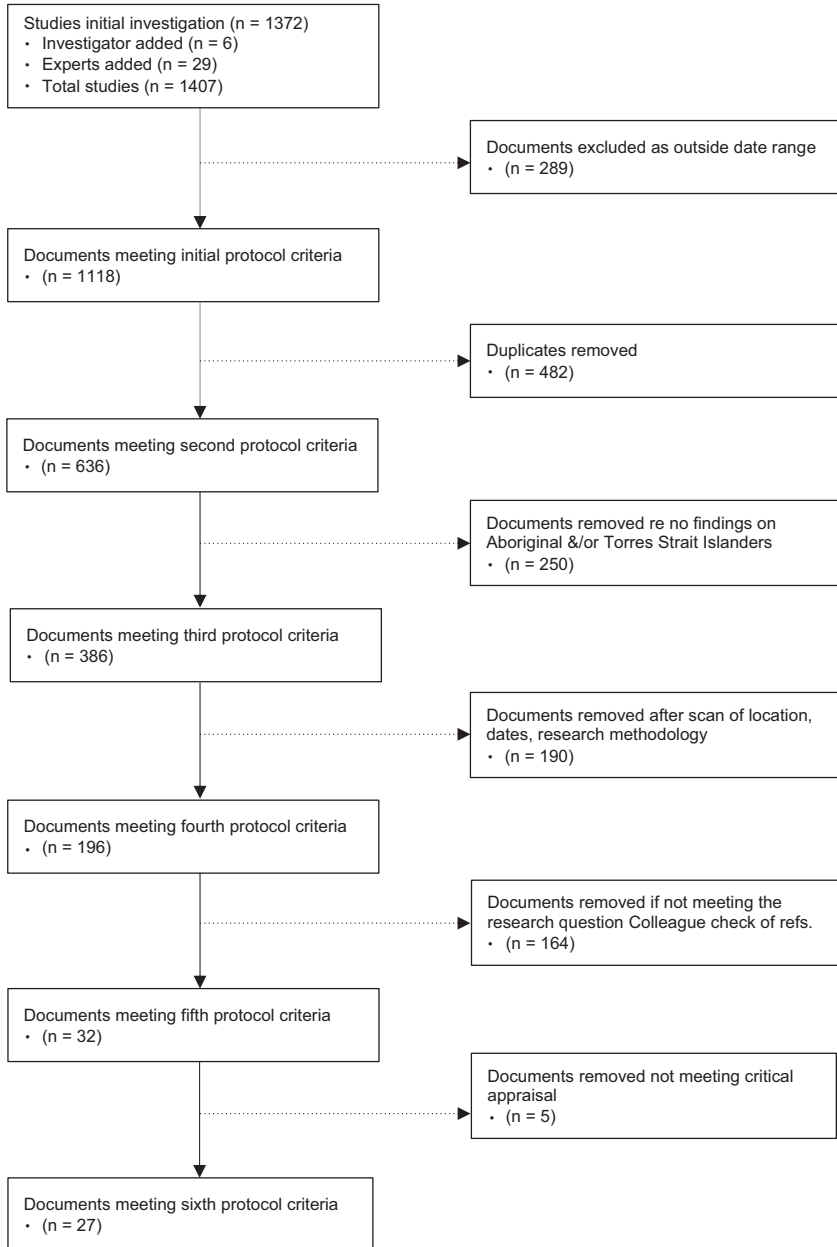 Studies initial investigation (n = 1372)
• Investigator added (n = 6)
• Experts added (n = 29)
• Total studies (n = 1407)
Documents excluded as outside date range
• (n = 289)
Documents meeting initial protocol criteria
• (n = 1118)
Duplicates removed
• (n = 482)
Documents meeting second protocol criteria
• (n = 636)
Documents removed re no findings on
Aboriginal &/or Torres Strait Islanders
• (n = 250)
Documents meeting third protocol criteria
• (n = 386)
Documents removed after scan of location,
dates, research methodology
• (n = 190)
Documents meeting fourth protocol criteria
• (n = 196)
Documents removed if not meeting the
research question Colleague check of refs.
• (n = 164)
Documents meeting fifth protocol criteria
• (n = 32)
Documents removed not meeting critical
appraisal
• (n = 5)
Documents meeting sixth protocol criteria
• (n = 27)